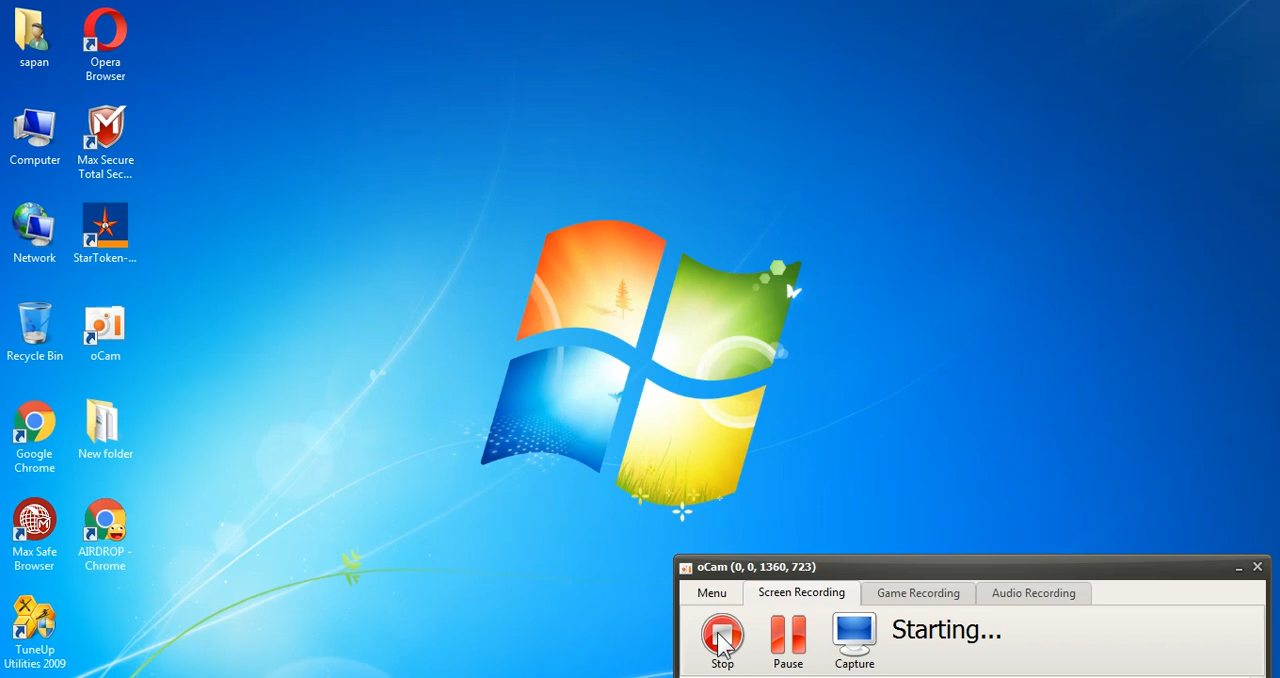 sapan
Opera
Browser
Computer
Max Secure
Total Sec...
Network
StarToken-...
Recycle Bin
oCam
Google
Chrome
New folder
Max Safe
Browser
AIRDROP -
Chrome
TuneUp
Utilities 2009
oCam (0, 0, 1360, 723)
Menu
Screen Recording
Game Recording
Audio Recording
Stop
Pause
Capture
Starting...